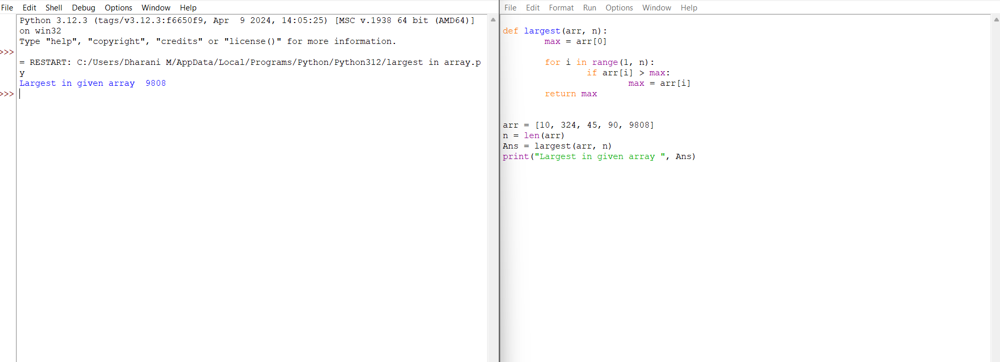 File Edit Shell Debug Options Window Help
Python 3.12.3 (tags/v3.12.3:f6650f9, Apr  9 2024, 14:05:25) [MSC v.1938 64 bit (AMD64)]
on win32
Type "help", "copyright", "credits" or "license()" for more information.
>>>
= RESTART: C:/Users/Dharani M/AppData/Local/Programs/Python/Python312/largest in array.p
y
Largest in given array  9808
>>>
File Edit Format Run Options Window Help
def largest(arr, n):
        max = arr[0]
        for i in range(1, n):
                if arr[i] > max:
                        max = arr[i]
        return max
arr = [10, 324, 45, 90, 9808]
n = len(arr)
Ans = largest(arr, n)
print("Largest in given array ", Ans)